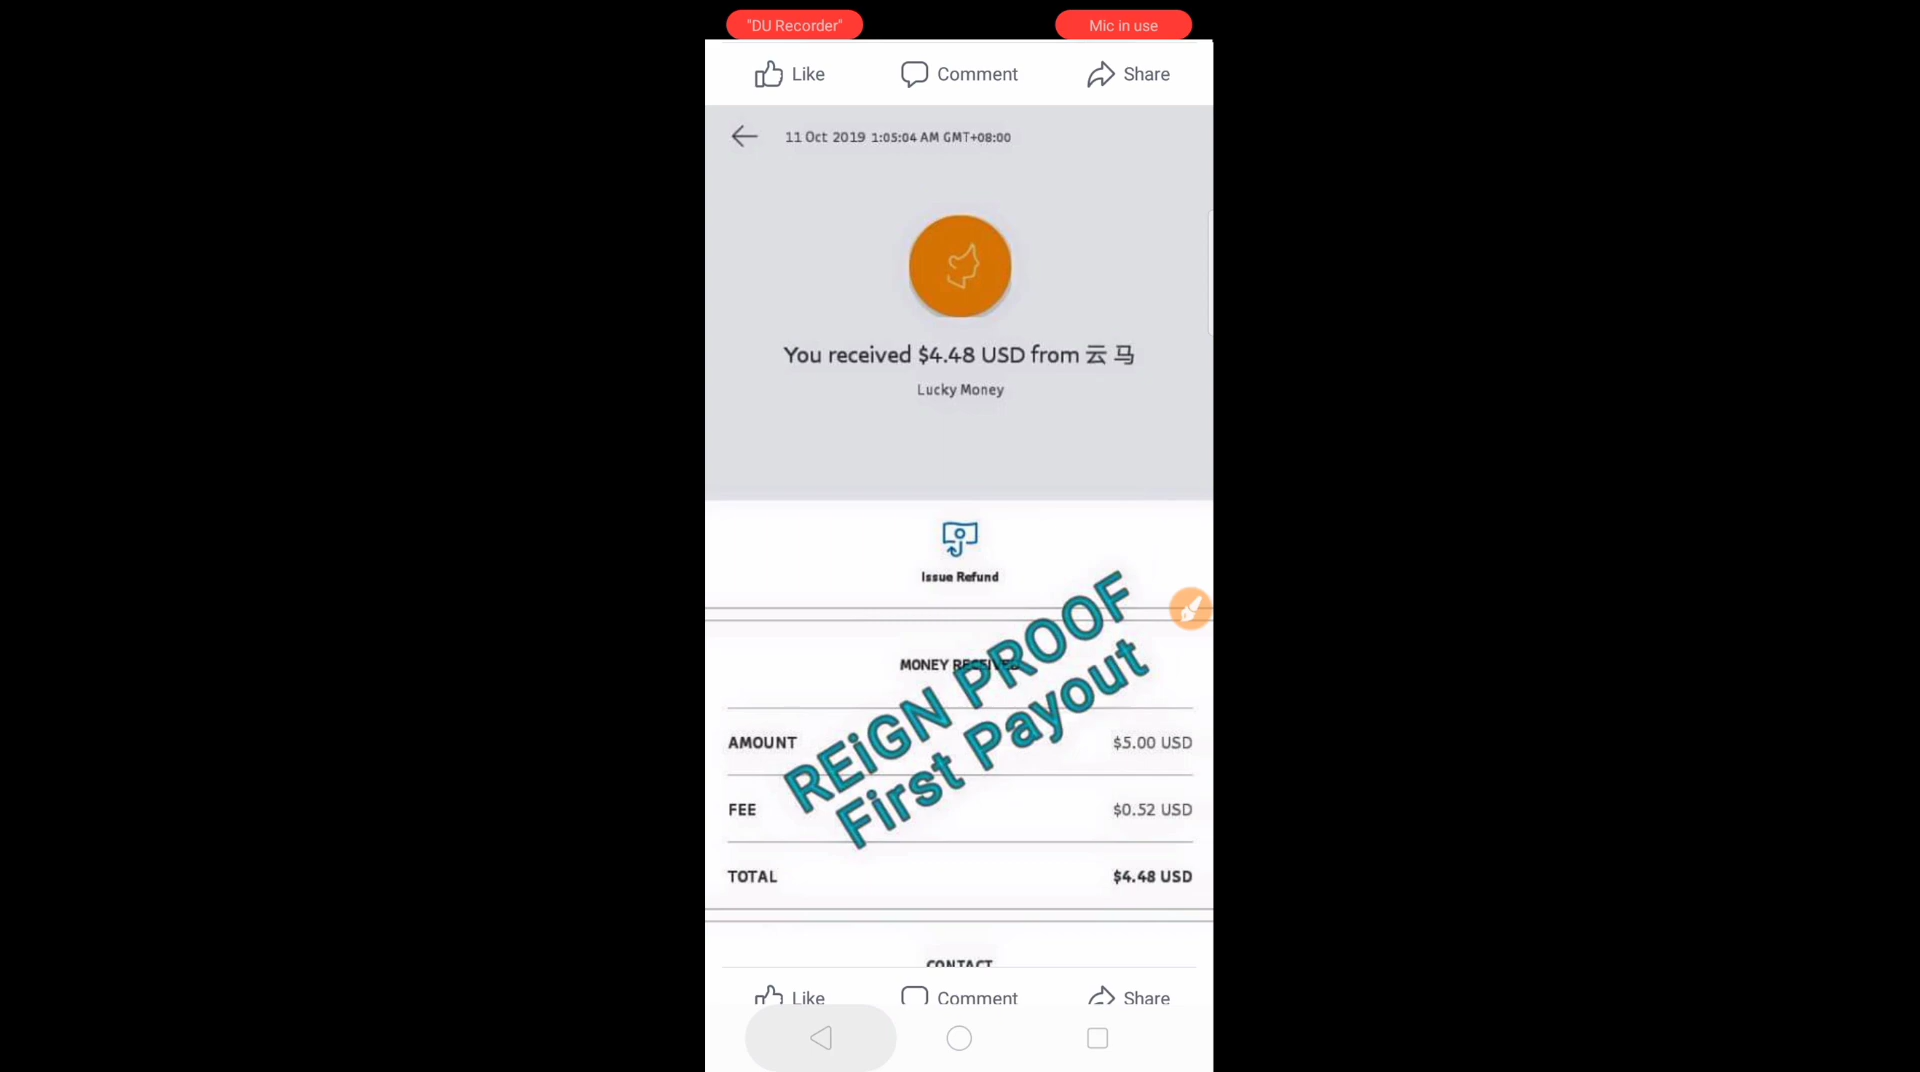 "DU Recorder"
Mic in use
Like
Comment
Share
11 Oct 2019 1:05:04 AM GMT+08:00
You received $4.48 USD from 云 马
Lucky Money
Issue Refund
MONEY RECEIVED
REiGN PROOF
First Payout
AMOUNT
$5.00 USD
FEE
$0.52 USD
TOTAL
$4.48 USD
CONTACT
Like
Comment
Share